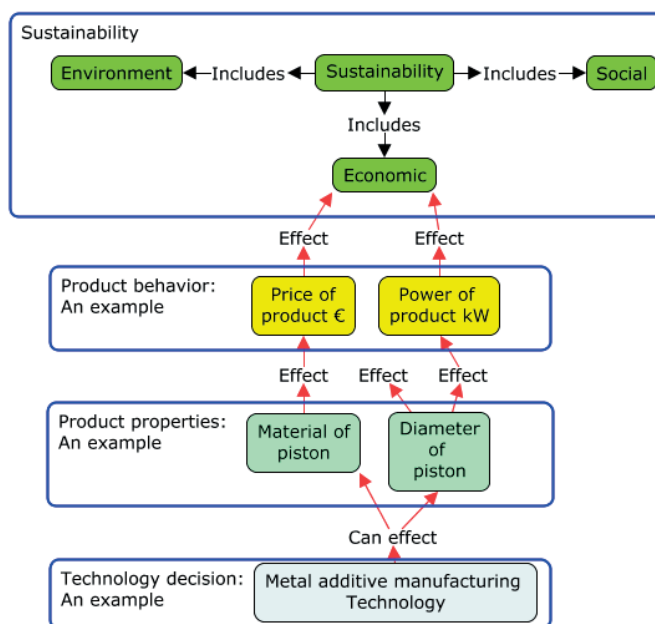 Sustainability
Environment Includes Sustainability Includes Social
Includes
Economic
Effect Effect
Product behavior:
An example
Price of
product €
Power of
product kW
Effect Effect Effect
Product properties:
An example
Material of
piston
Diameter
of
piston
Can effect
Technology decision:
An example
Metal additive manufacturing
Technology